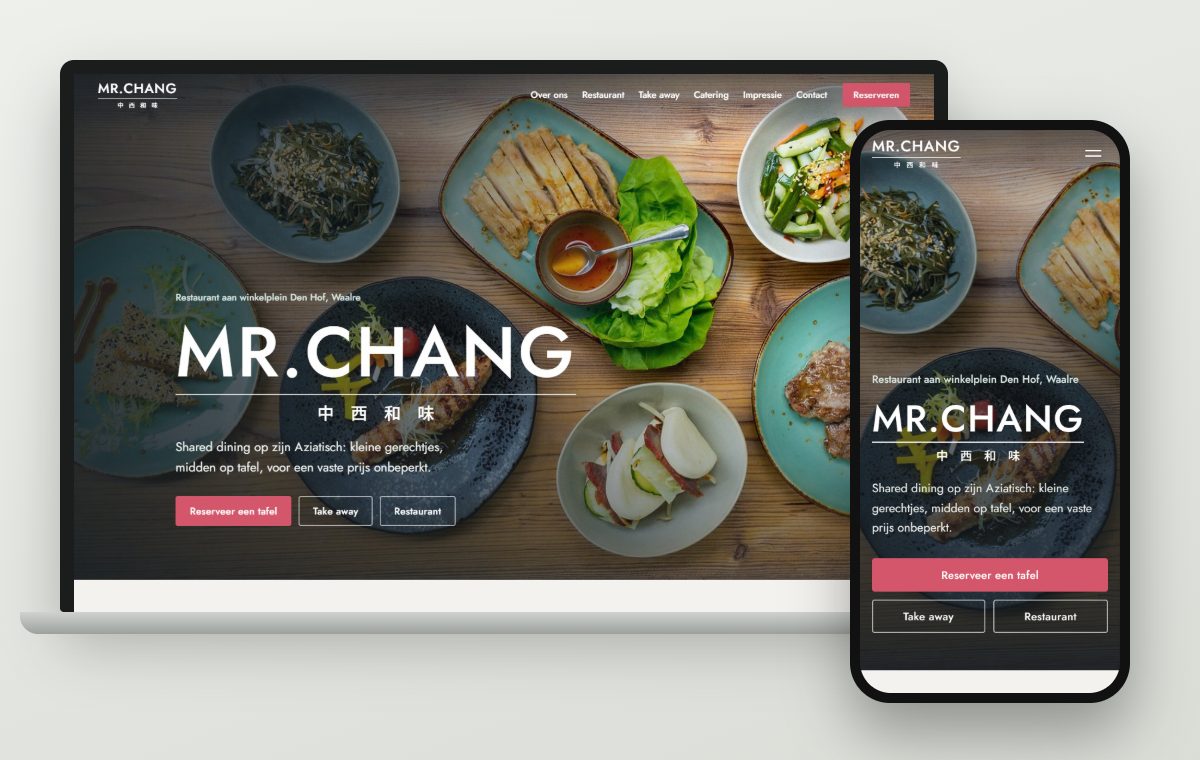 MR.CHANG
中西和味
Over ons Restaurant Take away Catering Impressie Contact Reserveren
Restaurant aan winkelplein Den Hof, Waalre
MR.CHANG
中西和味
Shared dining op zijn Aziatisch: kleine gerechtjes,
midden op tafel, voor een vaste prijs onbeperkt.
Reserveer een tafel Take away Restaurant
MR.CHANG
中西和味
Restaurant aan winkelplein Den Hof, Waalre
MR.CHANG
中西和味
Shared dining op zijn Aziatisch: kleine
gerechtjes, midden op tafel, voor een vaste
prijs onbeperkt.
Reserveer een tafel
Take away Restaurant